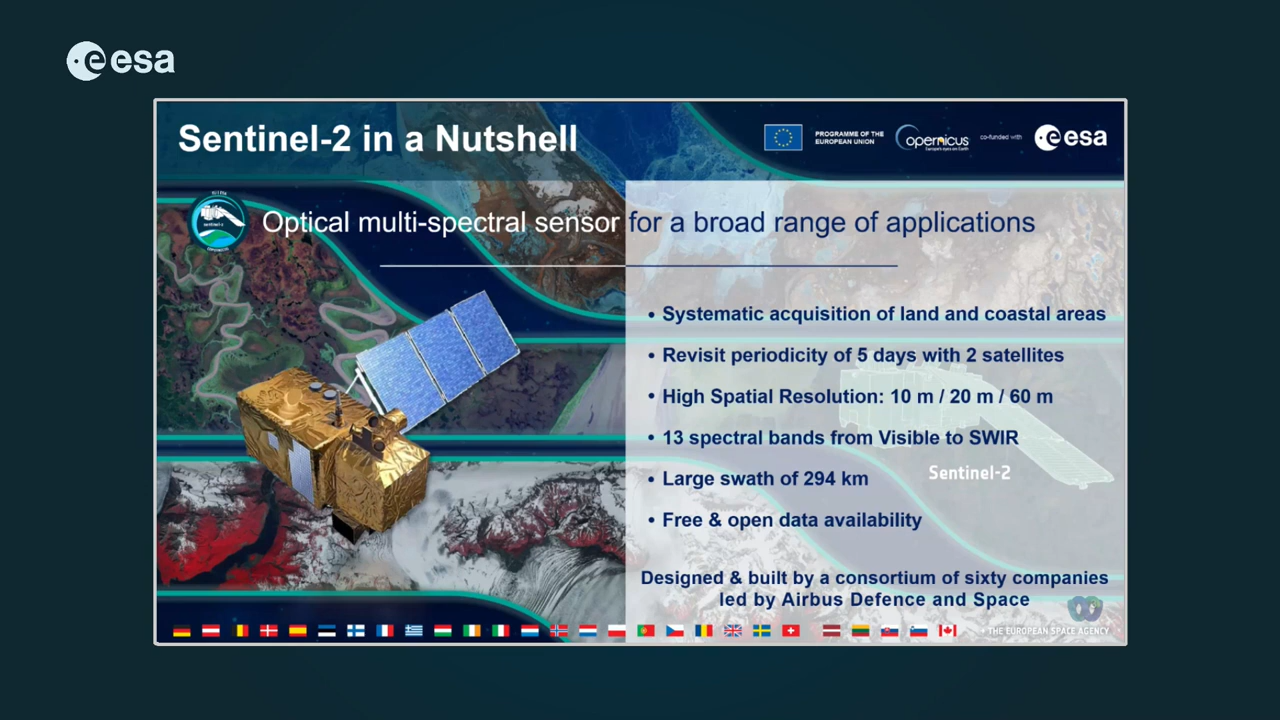 esa
Sentinel-2 in a Nutshell
PROGRAMME OF THE
EUROPEAN UNION
opernicus
Europe's eyes on Earth
co-funded with
esa
Optical multi-spectral sensor for a broad range of applications
• Systematic acquisition of land and coastal areas
• Revisit periodicity of 5 days with 2 satellites
• High Spatial Resolution: 10 m / 20 m / 60 m
• 13 spectral bands from Visible to SWIR
Sentinel-2
• Large swath of 294 km
• Free & open data availability
Designed & built by a consortium of sixty companies
led by Airbus Defence and Space
THE EUROPEAN SPACE AGENCY